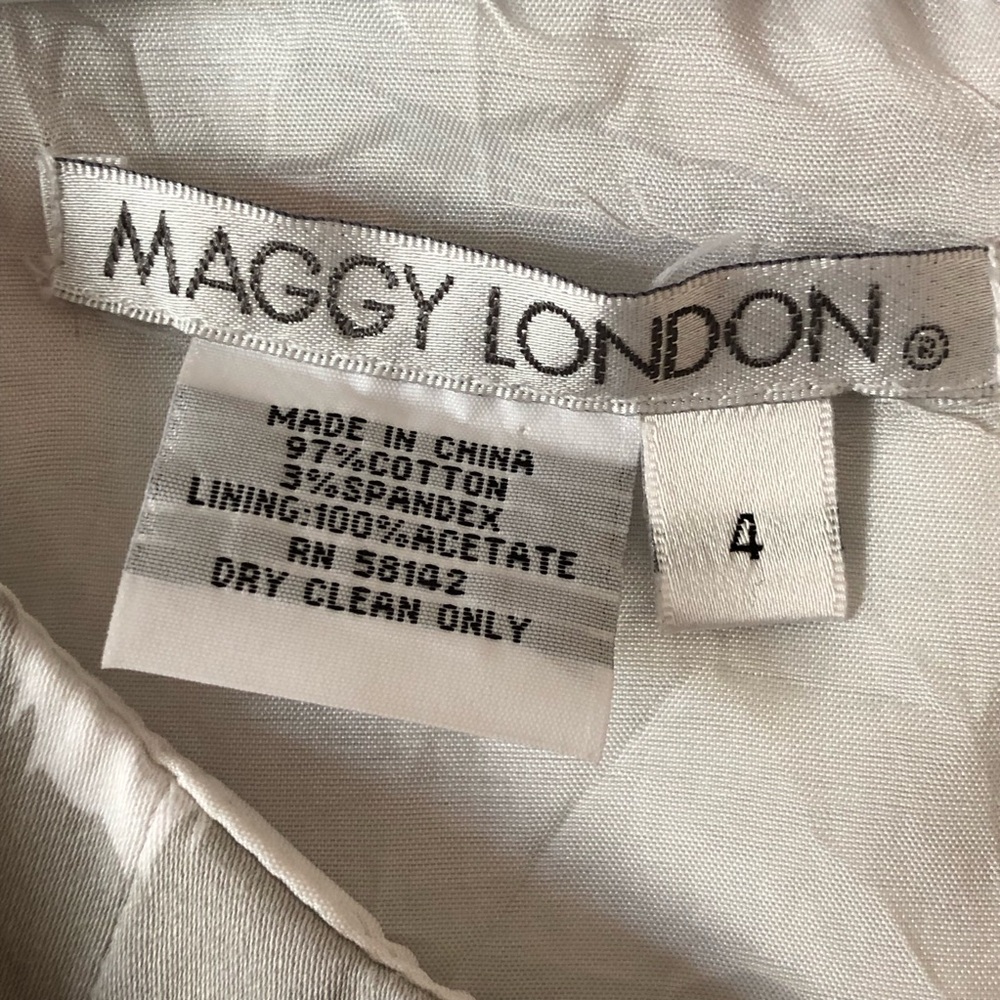 MAGGY LONDON ®
MADE IN CHINA
97%COTTON
3%SPANDEX
LINING:100%ACETATE
RN 58142
DRY CLEAN ONLY
4